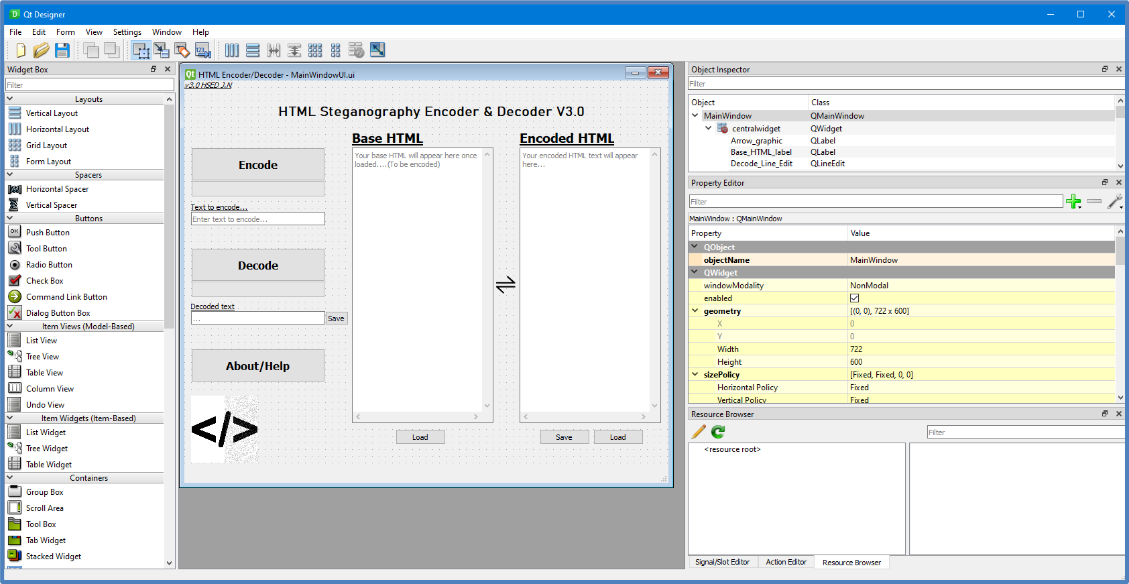 Qt Designer
File Edit Form View Settings Window Help
Widget Box
Filter
Layouts
Vertical Layout
Horizontal Layout
Grid Layout
Form Layout
Spacers
Horizontal Spacer
Vertical Spacer
Buttons
Push Button
Tool Button
Radio Button
Check Box
Command Link Button
Dialog Button Box
Item Views (Model-Based)
List View
Tree View
Table View
Column View
Undo View
Item Widgets (Item-Based)
List Widget
Tree Widget
Table Widget
Containers
Group Box
Scroll Area
Tool Box
Tab Widget
Stacked Widget
HTML Encoder/Decoder - MainWindowUI.ui
v3.0 HSED J.N
HTML Steganography Encoder & Decoder V3.0
Encode
Text to encode...
Enter text to encode...
Decode
Decoded text
...
Save
About/Help
</>
Base HTML
Your base HTML will appear here once
loaded....(To be encoded)
Load
Encoded HTML
Your encoded HTML text will appear
here...
Save Load
Object Inspector
Filter
Object Class
MainWindow QMainWindow
centralwidget QWidget
Arrow_graphic QLabel
Base_HTML_label QLabel
Decode_Line_Edit QLineEdit
Property Editor
Filter
MainWindow : QMainWindow
Property Value
QObject
objectName MainWindow
QWidget
windowModality NonModal
enabled
geometry [(0, 0), 722 x 600]
X 0
Y 0
Width 722
Height 600
sizePolicy [Fixed, Fixed, 0, 0]
Horizontal Policy Fixed
Vertical Policy Fixed
Resource Browser
Filter
<resource root>
Signal/Slot Editor Action Editor Resource Browser